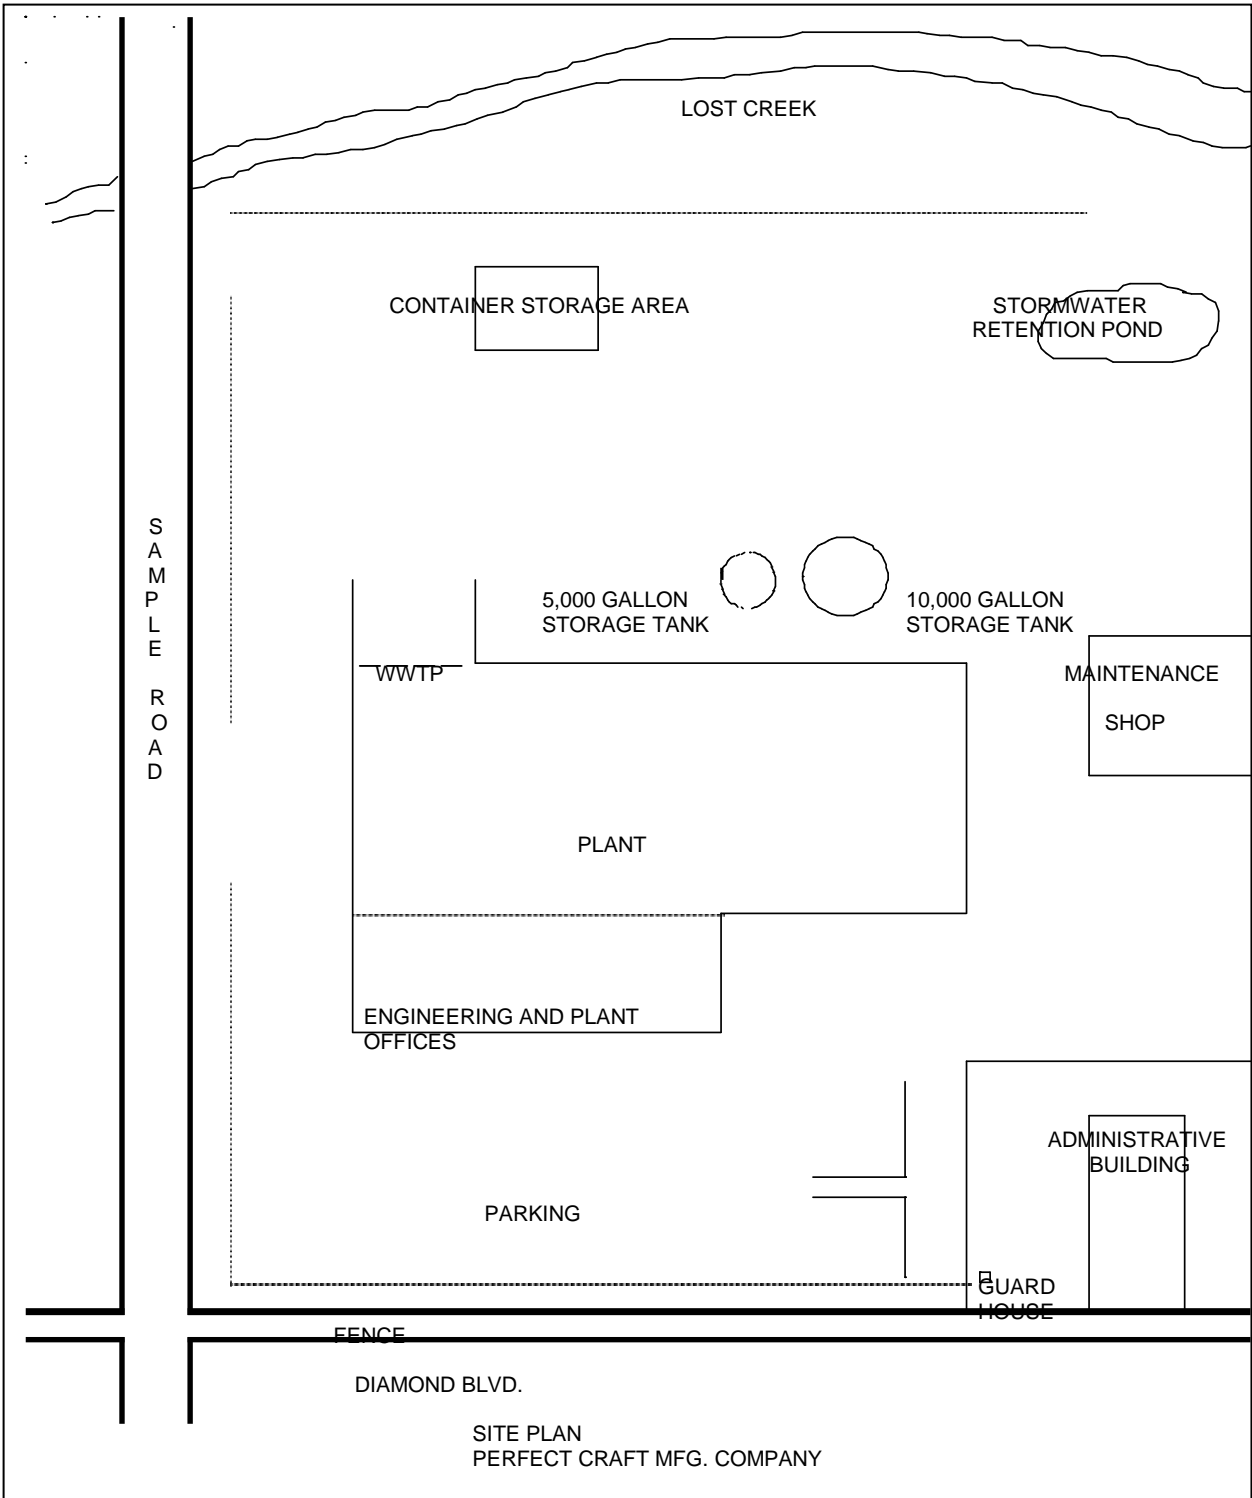 LOST CREEK
CONTAINER STORAGE AREA
STORMWATER
RETENTION POND
SAMPLE ROAD
5,000 GALLON
STORAGE TANK
10,000 GALLON
STORAGE TANK
WWTP
MAINTENANCE
SHOP
PLANT
ENGINEERING AND PLANT
OFFICES
ADMINISTRATIVE
BUILDING
PARKING
GUARD
HOUSE
FENCE
DIAMOND BLVD.
SITE PLAN
PERFECT CRAFT MFG. COMPANY